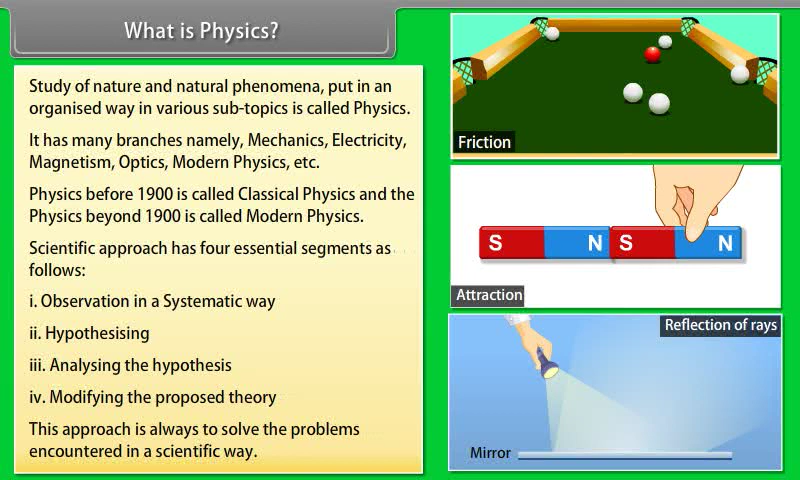 What is Physics?
Study of nature and natural phenomena, put in an
organised way in various sub-topics is called Physics.
It has many branches namely, Mechanics, Electricity,
Magnetism, Optics, Modern Physics, etc.
Physics before 1900 is called Classical Physics and the
Physics beyond 1900 is called Modern Physics.
Scientific approach has four essential segments as
follows:
i. Observation in a Systematic way
ii. Hypothesising
iii. Analysing the hypothesis
iv. Modifying the proposed theory
This approach is always to solve the problems
encountered in a scientific way.
Friction
S N S N
Attraction
Reflection of rays
Mirror